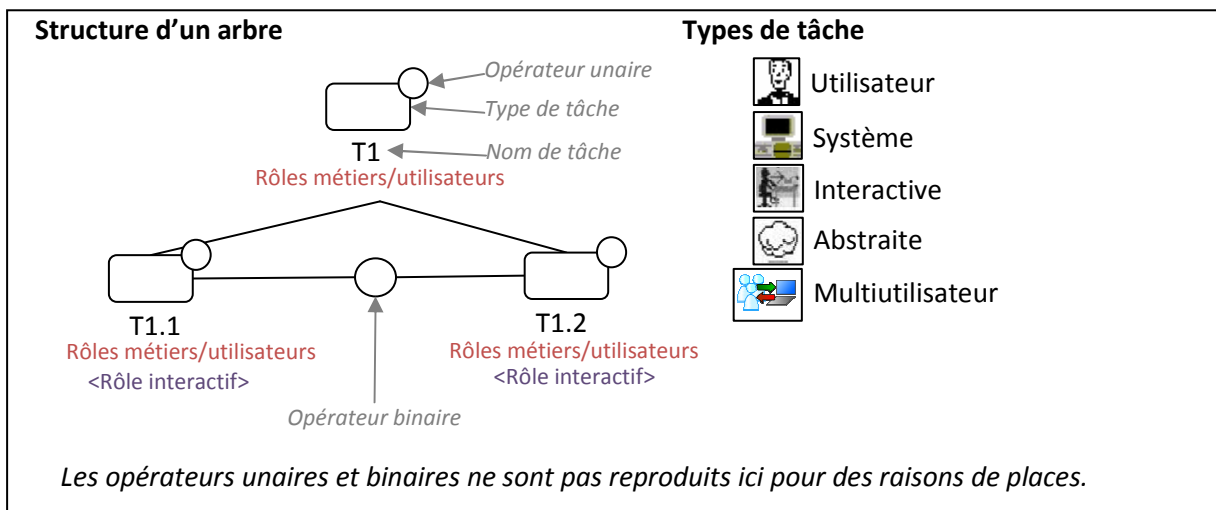 Structure d'un arbre
Opérateur unaire
Type de tâche
T1
Nom de tâche
Rôles métiers/utilisateurs
T1.1
Rôles métiers/utilisateurs
<Rôle interactif>
T1.2
Rôles métiers/utilisateurs
<Rôle interactif>
Opérateur binaire
Types de tâche
Utilisateur
Système
Interactive
Abstraite
Multiutilisateur
Les opérateurs unaires et binaires ne sont pas reproduits ici pour des raisons de places.